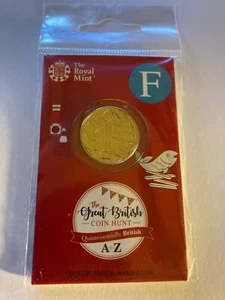 The
Royal
Mint
F
The
Great British
COIN HUNT
Quintessentially British
A Z